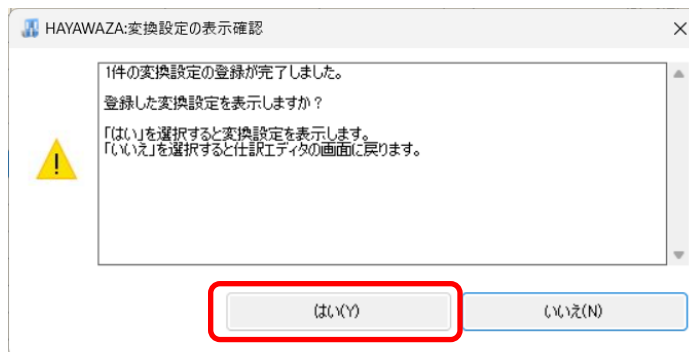 HAYAWAZA:変換設定の表示確認
1件の変換設定の登録が完了しました。
登録した変換設定を表示しますか？
「はい」を選択すると変換設定を表示します。
「いいえ」を選択すると仕訳エディタの画面に戻ります。
はい(Y)
いいえ(N)